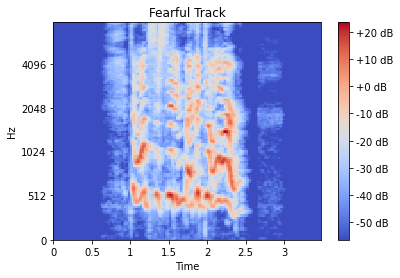 Fearful Track
Hz
4096
2048
1024
512
0
0 0.5 1 1.5 2 2.5 3
Time
+20 dB
+10 dB
+0 dB
-10 dB
-20 dB
-30 dB
-40 dB
-50 dB